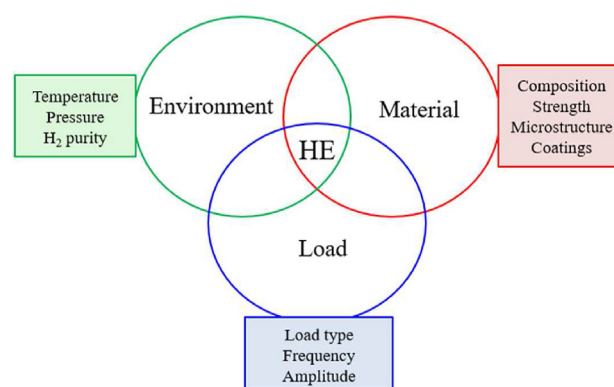 Temperature
Pressure
H₂ purity
Environment
Material
Composition
Strength
Microstructure
Coatings
HE
Load
Load type
Frequency
Amplitude